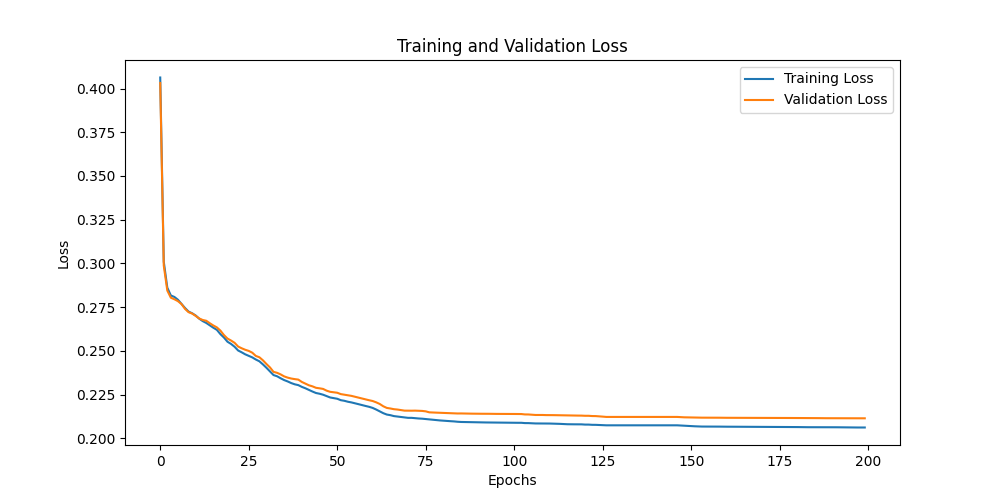 Training and Validation Loss
Training Loss
Validation Loss
Loss
0.400
0.375
0.350
0.325
0.300
0.275
0.250
0.225
0.200
0 25 50 75 100 125 150 175 200
Epochs